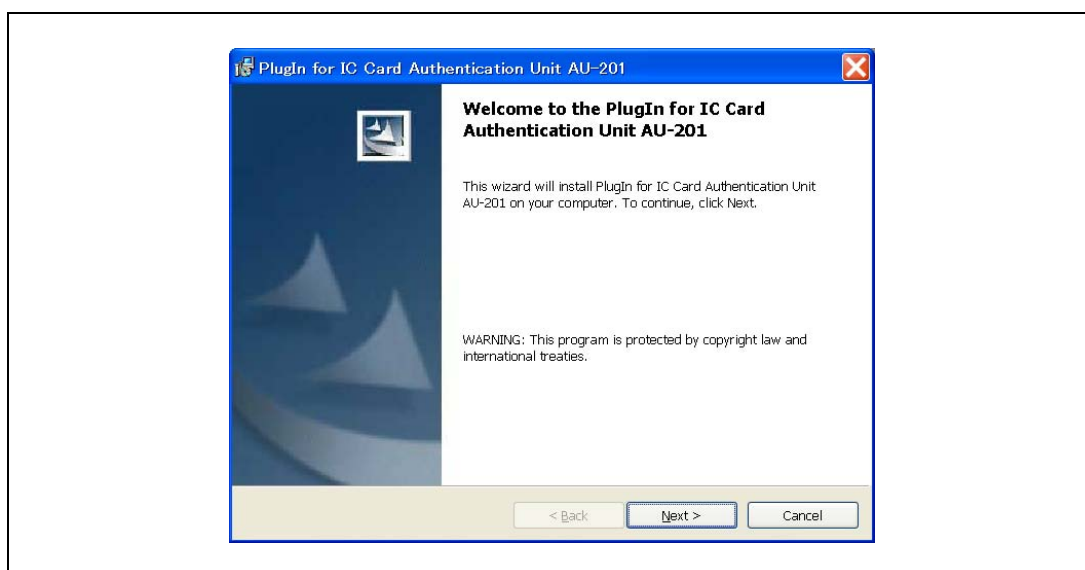 PlugIn for IC Card Authentication Unit AU-201
Welcome to the PlugIn for IC Card
Authentication Unit AU-201
This wizard will install PlugIn for IC Card Authentication Unit
AU-201 on your computer. To continue, click Next.
WARNING: This program is protected by copyright law and
international treaties.
< Back
Next >
Cancel